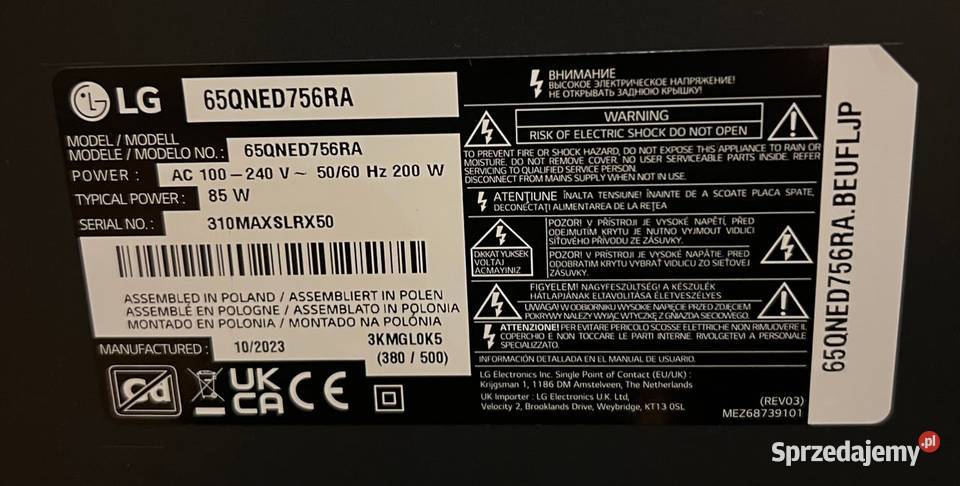 LG
65QNED756RA
MODEL / MODELL
MODELE / MODELO NO. : 65QNED756RA
POWER : AC 100–240 V ~ 50/60 Hz 200 W
TYPICAL POWER : 85 W
SERIAL NO. : 310MAXSLRX50
ASSEMBLED IN POLAND / ASSEMBLIERT IN POLEN
ASSEMBLÉ EN POLOGNE / ASSEMBLATO IN POLONIA
MONTADO EN POLONIA / MONTADO NA POLÓNIA
MANUFACTURED : 10/2023
3KMGL0K5
(380 / 500)
Cd
UK
CA
CE
ВНИМАНИЕ
ВЫСОКОЕ ЭЛЕКТРИЧЕСКОЕ НАПРЯЖЕНИЕ!
НЕ ОТКРЫВАТЬ ЗАДНЮЮ КРЫШКУ!
WARNING
RISK OF ELECTRIC SHOCK DO NOT OPEN
TO PREVENT FIRE OR SHOCK HAZARD, DO NOT EXPOSE THIS APPLIANCE TO RAIN OR
MOISTURE. DO NOT REMOVE COVER. NO USER SERVICEABLE PARTS INSIDE. REFER
SERVICING TO QUALIFIED SERVICE PERSON.
DISCONNECT FROM MAINS SUPPLY WHEN NOT IN USE.
ATENŢIUNE ÎNALTA TENSIUNE! ÎNAINTE DE A SCOATE PLACA SPATE,
DECONECTAŢI ALIMENTAREA DE LA REŢEA
DKKAT YUKSEK
VOLTAJ
ACMAYINIZ
POZOR! V PŘÍSTROJI JE VYSOKÉ NAPĚTÍ, PŘED
ODEJMUTÍM KRYTU JE NUTNO VYJMOUT VIDLICI
SÍŤOVÉHO PŘÍVODU ZE ZÁSUVKY.
POZOR! V PRÍSTROJI JE VYSOKÉ NAPÄTIE. PRED
ODOBRATIM KRYTU VYBRAŤ VIDLICU ZO SIEŤOVEJ
ZÁSUVKY.
FIGYELEM! NAGYFESZÜLTSÉG! A KÉSZÜLÉK
HÁTLAPJÁNAK ELTÁVOLÍTÁSA ÉLETVESZÉLYES
UWAGA! W ODBIORNIKU WYSOKIE NAPIĘCIE PRZED ZDJĘCIEM
POKRYWY NALEŻY WYJĄĆ WTYCZKĘ Z GNIAZDA SIECIOWEGO.
ATTENZIONE! PER EVITARE PERICOLO SCOSSE ELETTRICHE NON RIMUOVERE IL
COPERCHIO E NON TOCCARE LE PARTI INTERNE. RIVOLGETEVI A PERSONALE
SPECIALIZZATO.
INFORMACIÓN DETALLADA EN EL MANUAL DE USUARIO.
LG Electronics Inc. Single Point of Contact (EU/UK) :
Krijgsman 1, 1186 DM Amstelveen, The Netherlands
UK Importer : LG Electronics U.K. Ltd,
Velocity 2, Brooklands Drive, Weybridge, KT13 0SL
(REV03)
MEZ68739101
65QNED756RA.BEUFLJP
Sprzedajemy.pl